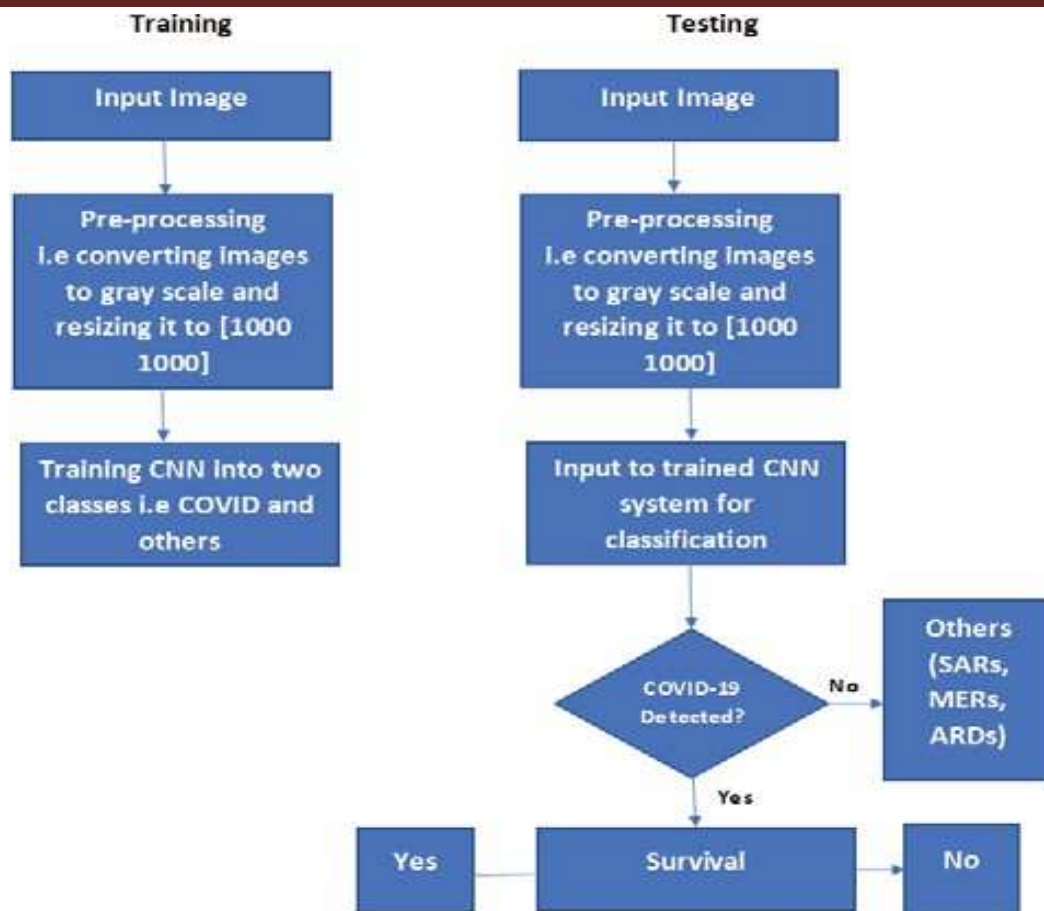 Training
Input Image
Pre-processing
i.e converting images
to gray scale and
resizing it to [1000
1000]
Training CNN into two
classes i.e COVID and
others
Testing
Input Image
Pre-processing
i.e converting images
to gray scale and
resizing it to [1000
1000]
Input to trained CNN
system for
classification
COVID-19
Detected?
No
Others
(SARs,
MERs,
ARDs)
Yes
Yes
Survival
No